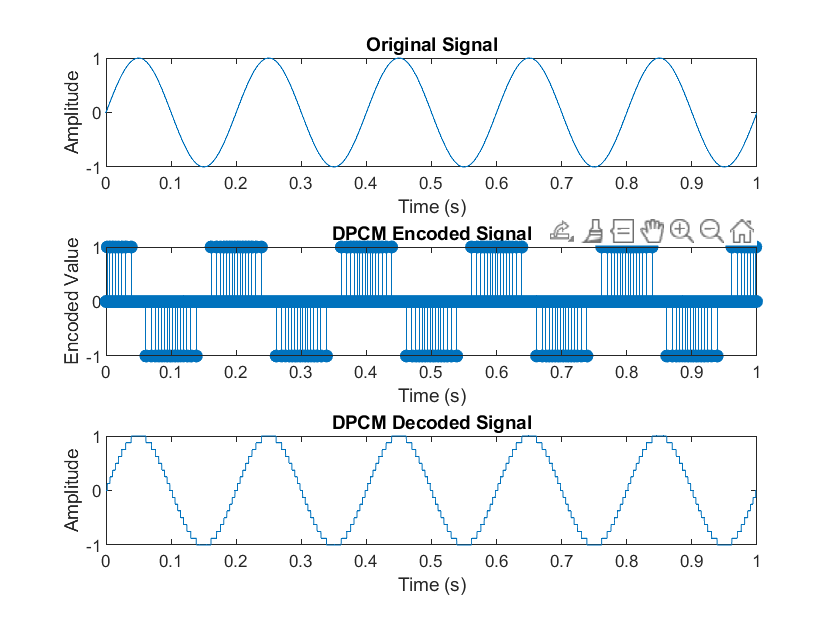 Original Signal
1
0
-1
Amplitude
0 0.1 0.2 0.3 0.4 0.5 0.6 0.7 0.8 0.9 1
Time (s)
DPCM Encoded Signal
1
0
-1
Encoded Value
0 0.1 0.2 0.3 0.4 0.5 0.6 0.7 0.8 0.9 1
Time (s)
DPCM Decoded Signal
1
0
-1
Amplitude
0 0.1 0.2 0.3 0.4 0.5 0.6 0.7 0.8 0.9 1
Time (s)